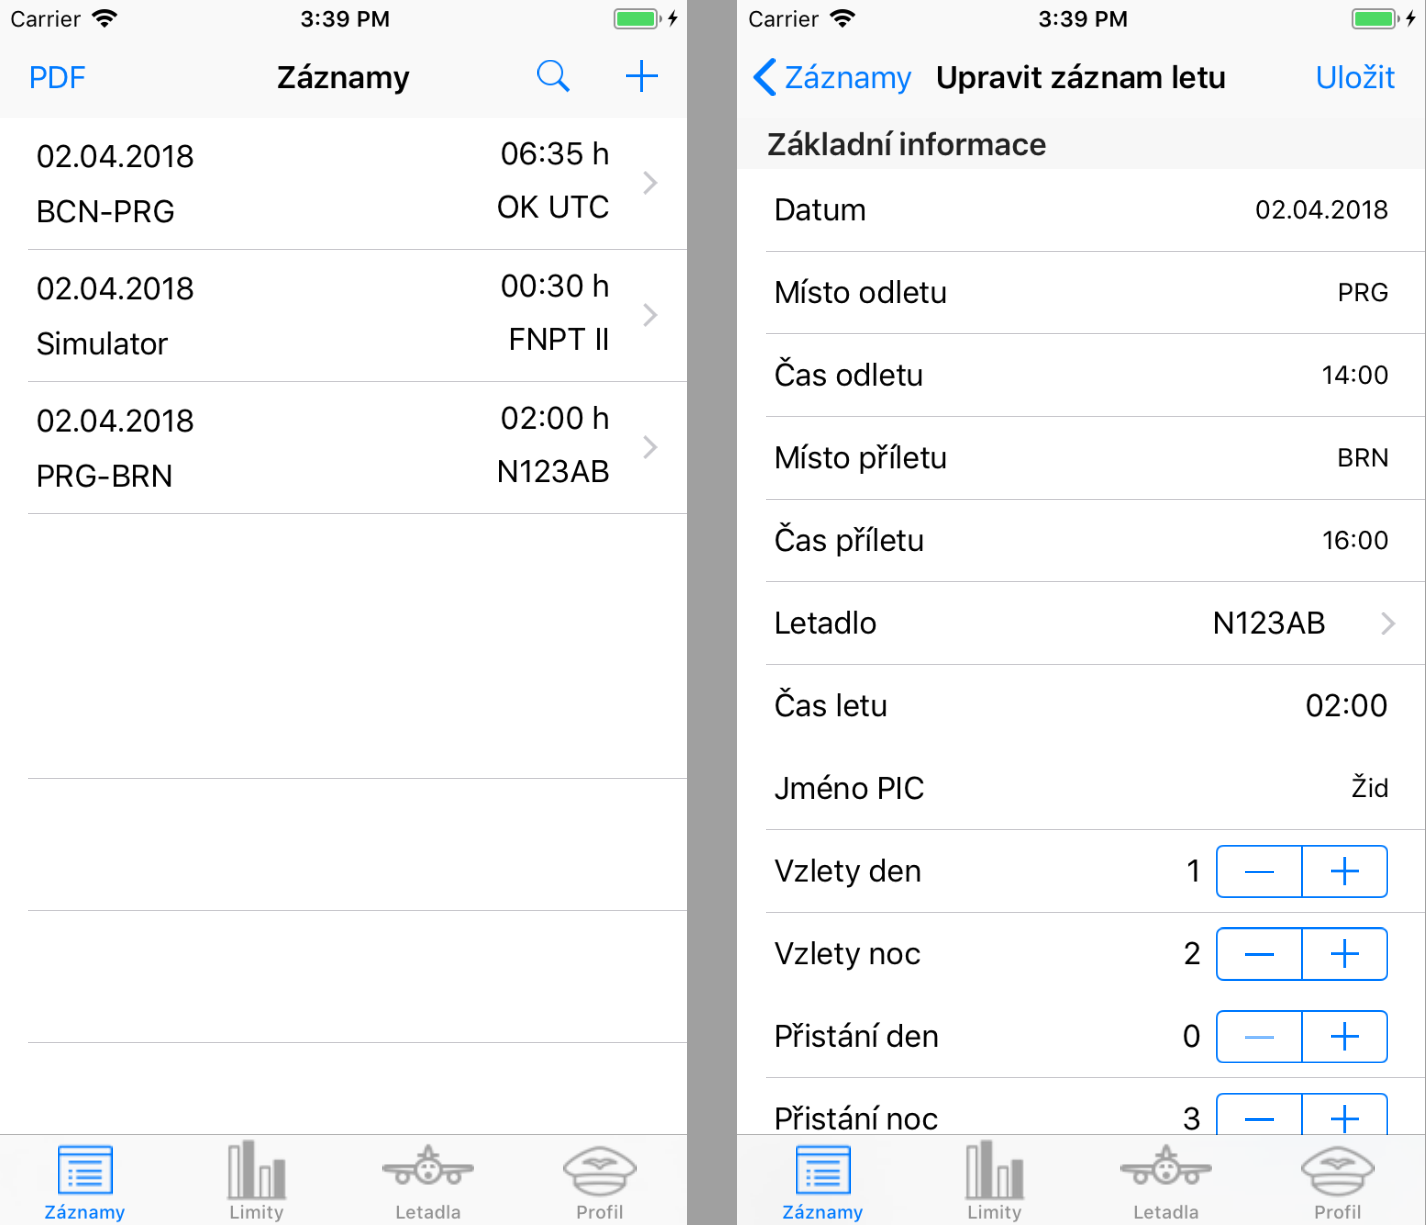 Carrier 3:39 PM
PDF Záznamy
02.04.2018 06:35 h
BCN-PRG OK UTC
02.04.2018 00:30 h
Simulator FNPT II
02.04.2018 02:00 h
PRG-BRN N123AB
Záznamy Limity Letadla Profil
Carrier 3:39 PM
Záznamy Upravit záznam letu Uložit
Základní informace
Datum 02.04.2018
Místo odletu PRG
Čas odletu 14:00
Místo příletu BRN
Čas příletu 16:00
Letadlo N123AB
Čas letu 02:00
Jméno PIC Žid
Vzlety den 1 — +
Vzlety noc 2 — +
Přistání den 0 — +
Přistání noc 3 — +
Záznamy Limity Letadla Profil